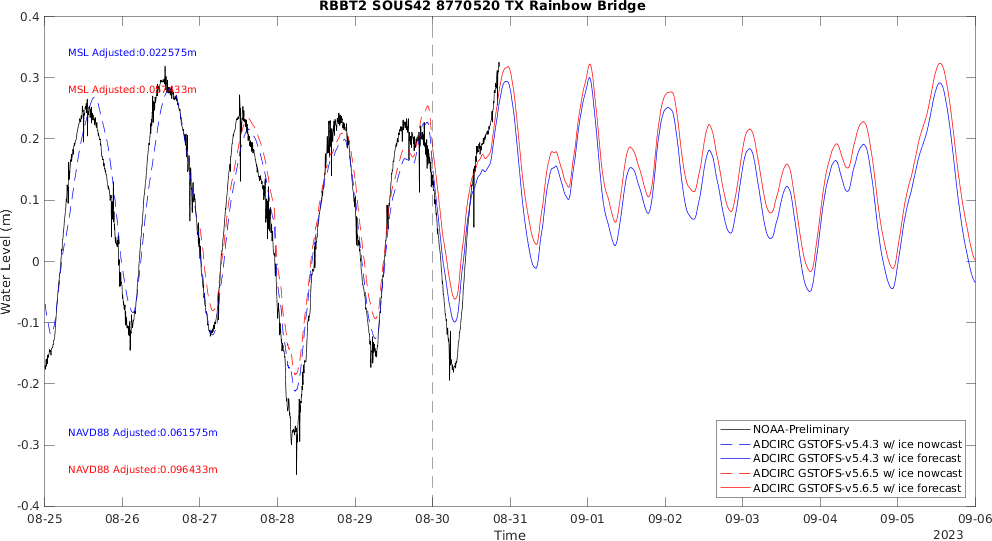 RBBT2 SOUS42 8770520 TX Rainbow Bridge
0.4
0.3
0.2
0.1
0
-0.1
-0.2
-0.3
-0.4
Water Level (m)
MSL Adjusted:0.022575m
MSL Adjusted:0.057433m
NAVD88 Adjusted:0.061575m
NAVD88 Adjusted:0.096433m
NOAA-Preliminary
ADCIRC GSTOFS-v5.4.3 w/ ice nowcast
ADCIRC GSTOFS-v5.4.3 w/ ice forecast
ADCIRC GSTOFS-v5.6.5 w/ ice nowcast
ADCIRC GSTOFS-v5.6.5 w/ ice forecast
08-25 08-26 08-27 08-28 08-29 08-30 08-31 09-01 09-02 09-03 09-04 09-05 09-06
Time
2023